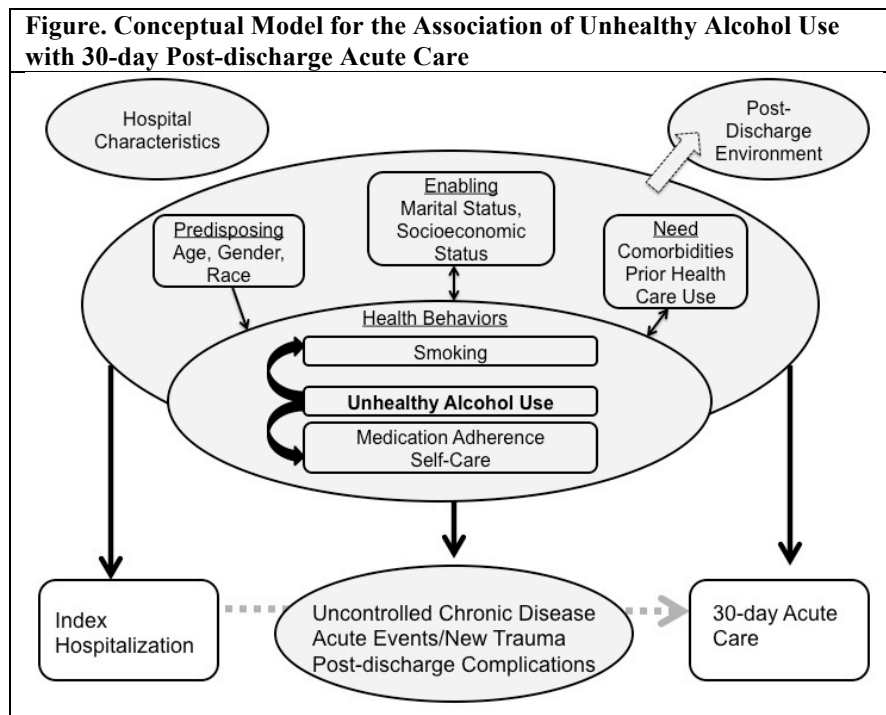 Figure. Conceptual Model for the Association of Unhealthy Alcohol Use
with 30-day Post-discharge Acute Care
Hospital
Characteristics
Post-
Discharge
Environment
Enabling
Marital Status,
Socioeconomic
Status
Predisposing
Age, Gender,
Race
Need
Comorbidities
Prior Health
Care Use
Health Behaviors
Smoking
Unhealthy Alcohol Use
Medication Adherence
Self-Care
Index
Hospitalization
Uncontrolled Chronic Disease
Acute Events/New Trauma
Post-discharge Complications
30-day Acute
Care